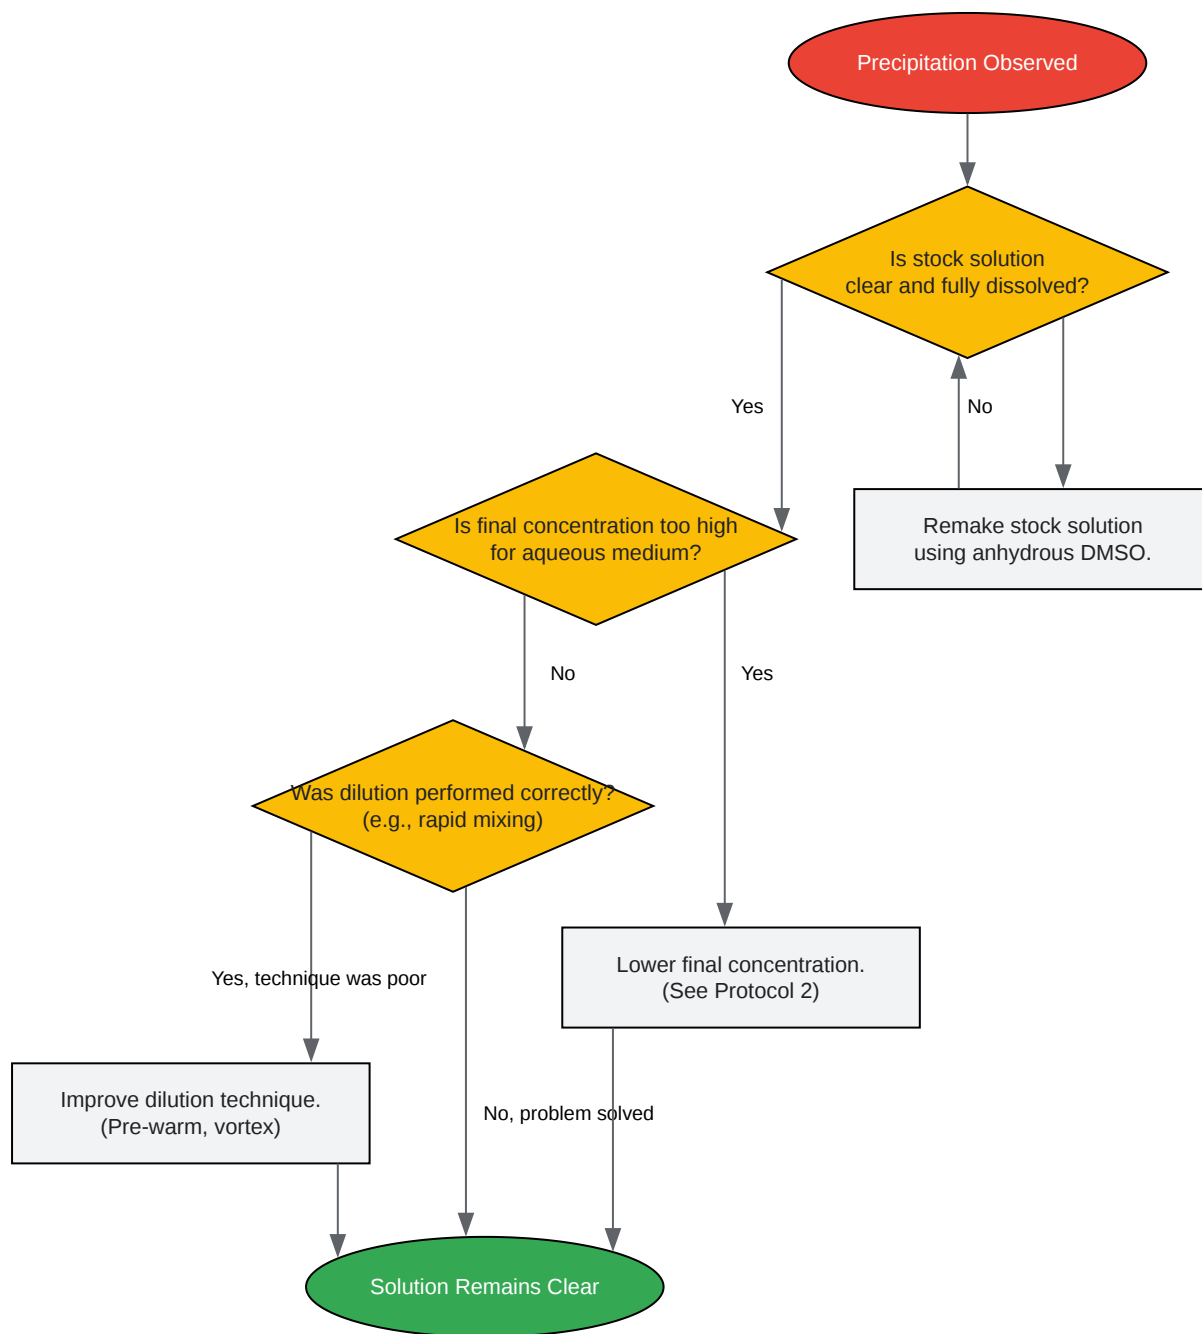 Precipitation Observed
Is stock solution
clear and fully dissolved?
Yes
No
Is final concentration too high
for aqueous medium?
Remake stock solution
using anhydrous DMSO.
No
Yes
Was dilution performed correctly?
(e.g., rapid mixing)
Yes, technique was poor
Lower final concentration.
(See Protocol 2)
Improve dilution technique.
(Pre-warm, vortex)
No, problem solved
Solution Remains Clear